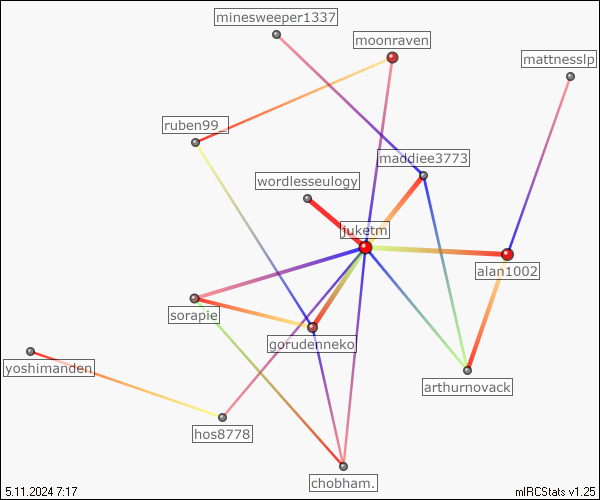 minesweeper1337
moonraven
mattnesslp
ruben99_
maddiee3773
wordlesseulogy
juketm
alan1002
sorapie
gorudenneko
yoshimanden
arthurnovack
hos8778
chobham.
5.11.2024 7:17
mIRCStats v1.25